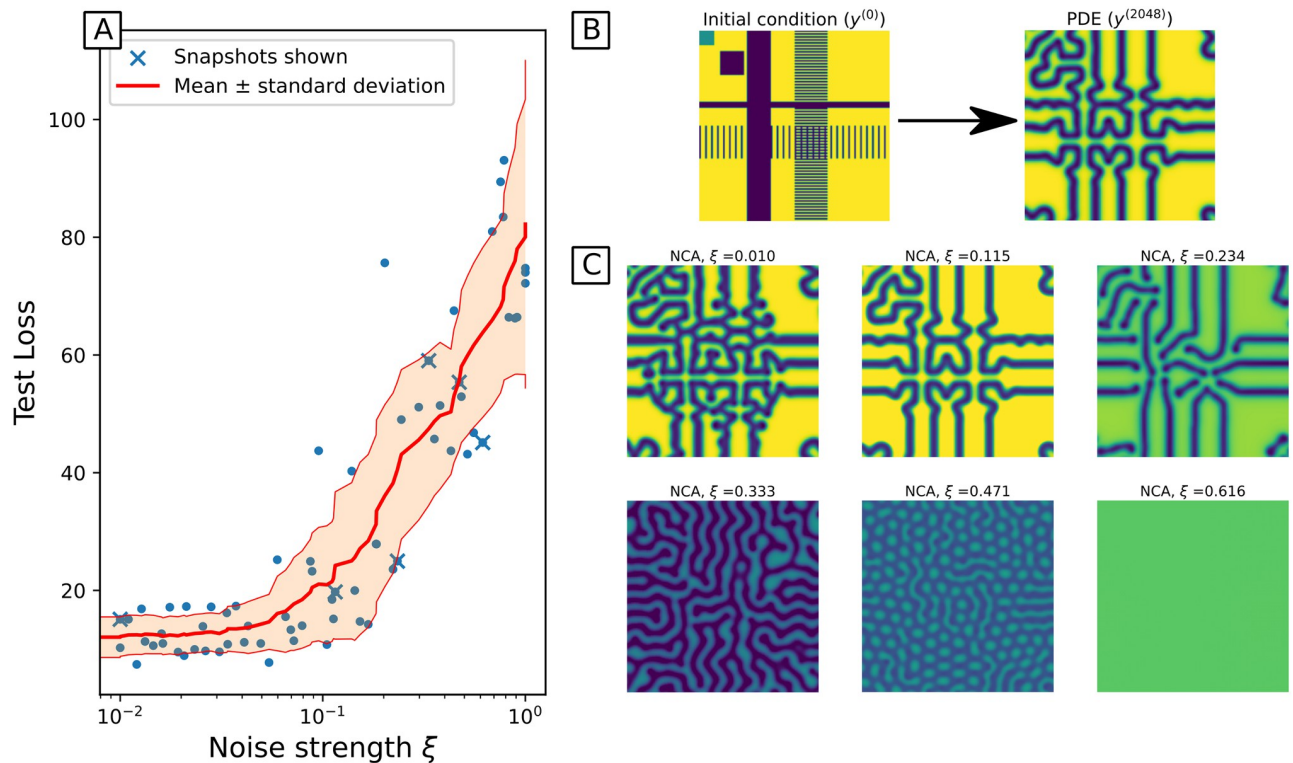 A
Snapshots shown
Mean ± standard deviation
100
80
60
40
20
Test Loss
10⁻²
10⁻¹
10⁰
Noise strength ξ
B
Initial condition (y⁽⁰⁾)
PDE (y⁽²⁰⁴⁸⁾)
C
NCA, ξ =0.010
NCA, ξ =0.115
NCA, ξ =0.234
NCA, ξ =0.333
NCA, ξ =0.471
NCA, ξ =0.616